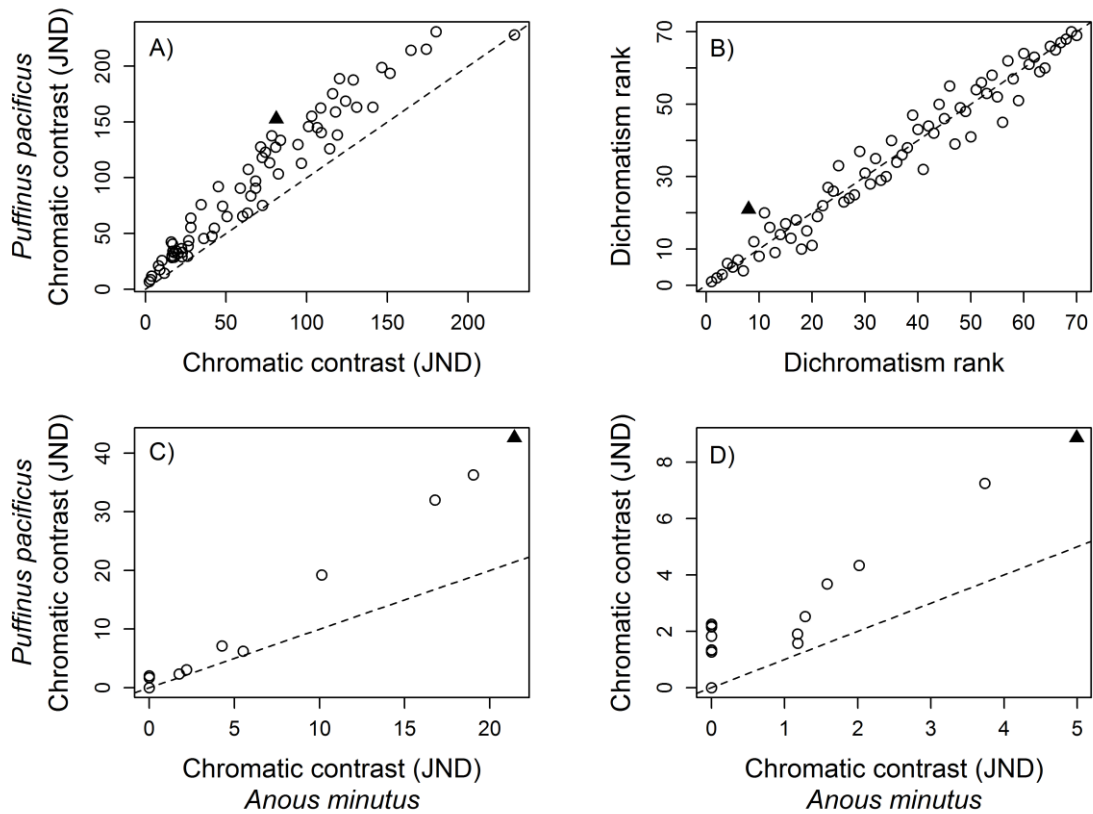 A)
Puffinus pacificus
Chromatic contrast (JND)
0 50 100 150 200
0 50 100 150 200
Chromatic contrast (JND)
B)
Dichromatism rank
0 10 30 50 70
0 10 20 30 40 50 60 70
Dichromatism rank
C)
Puffinus pacificus
Chromatic contrast (JND)
0 10 20 30 40
0 5 10 15 20
Chromatic contrast (JND)
Anous minutus
D)
Chromatic contrast (JND)
0 2 4 6 8
0 1 2 3 4 5
Chromatic contrast (JND)
Anous minutus